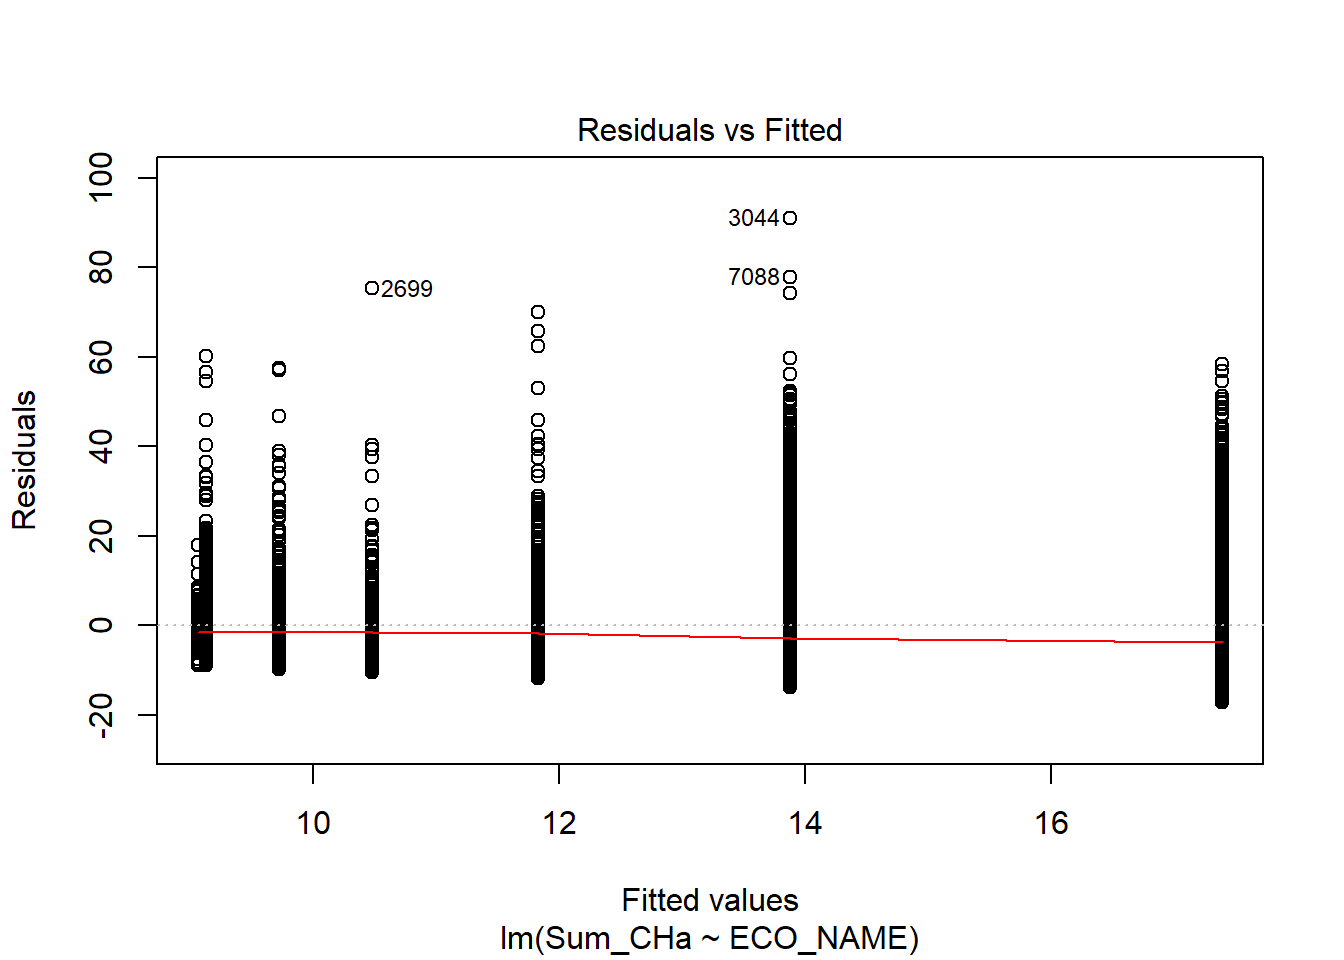 Residuals vs Fitted
Residuals
100
80
60
40
20
0
-20
3044
7088
2699
10 12 14 16
Fitted values
lm(Sum_CHa ~ ECO_NAME)